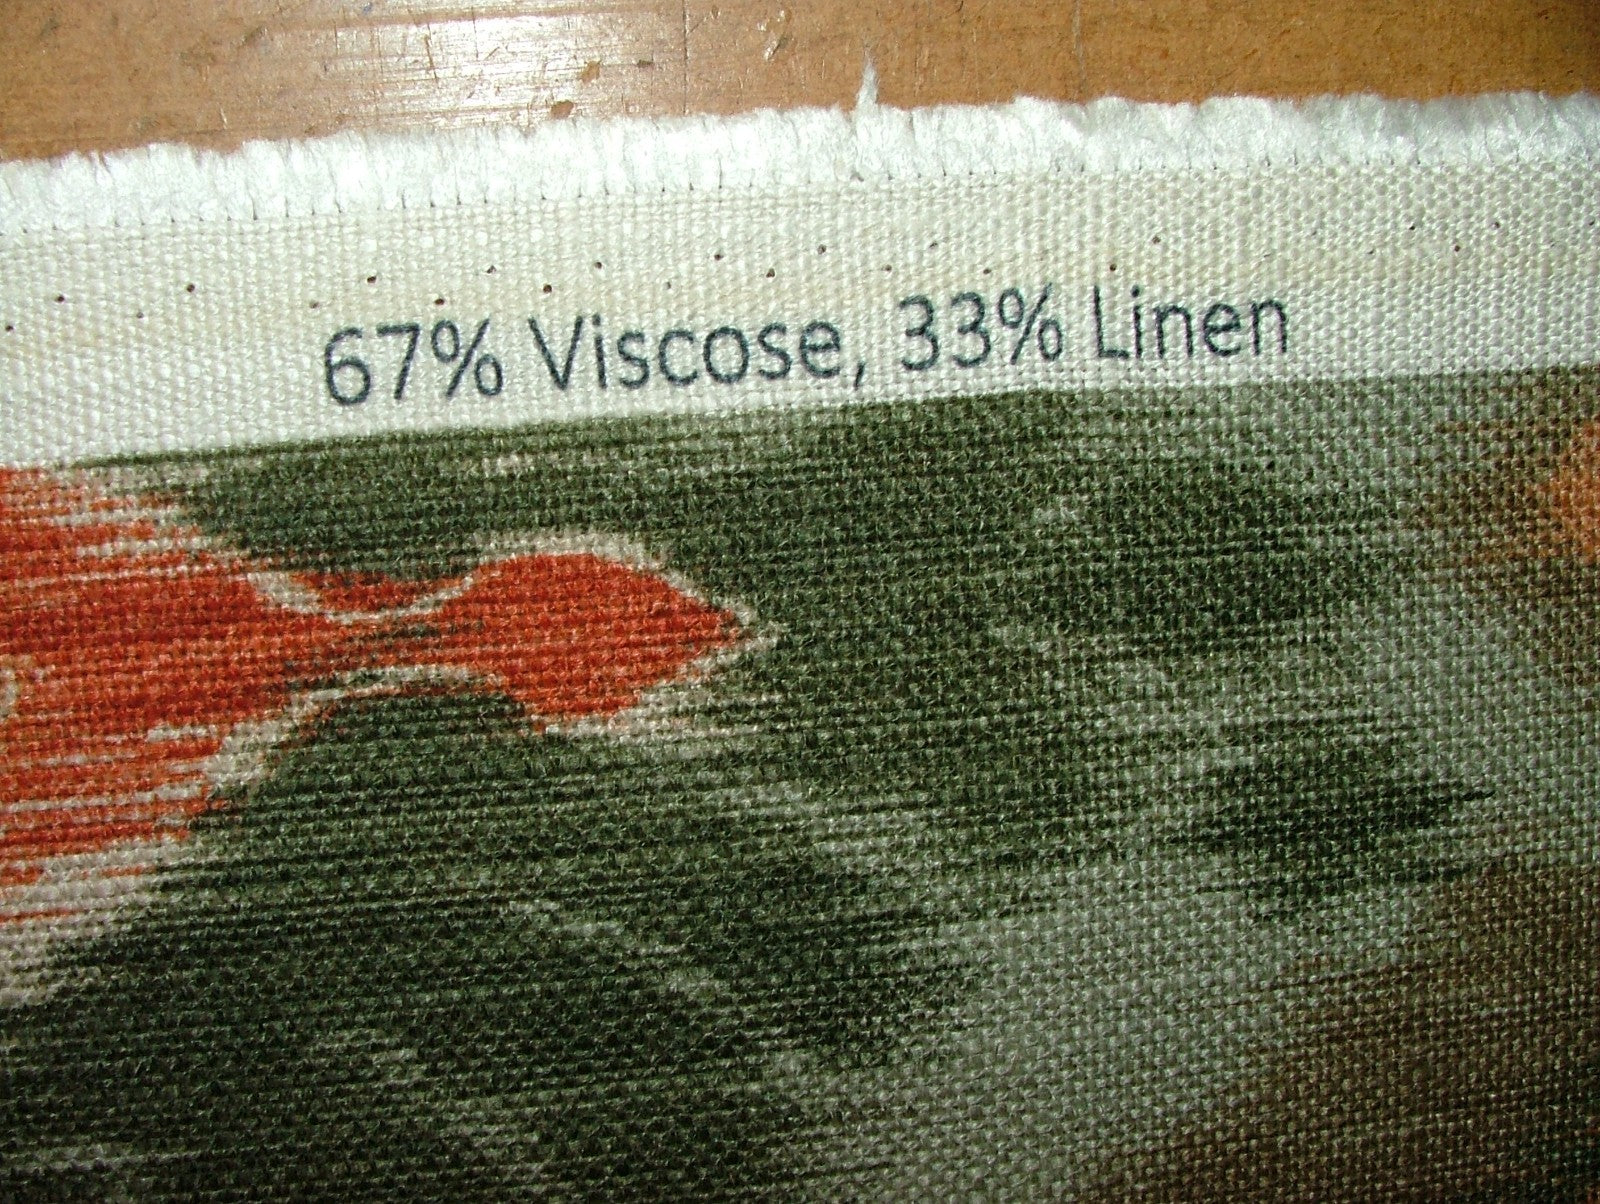 67% Viscose, 33% Linen